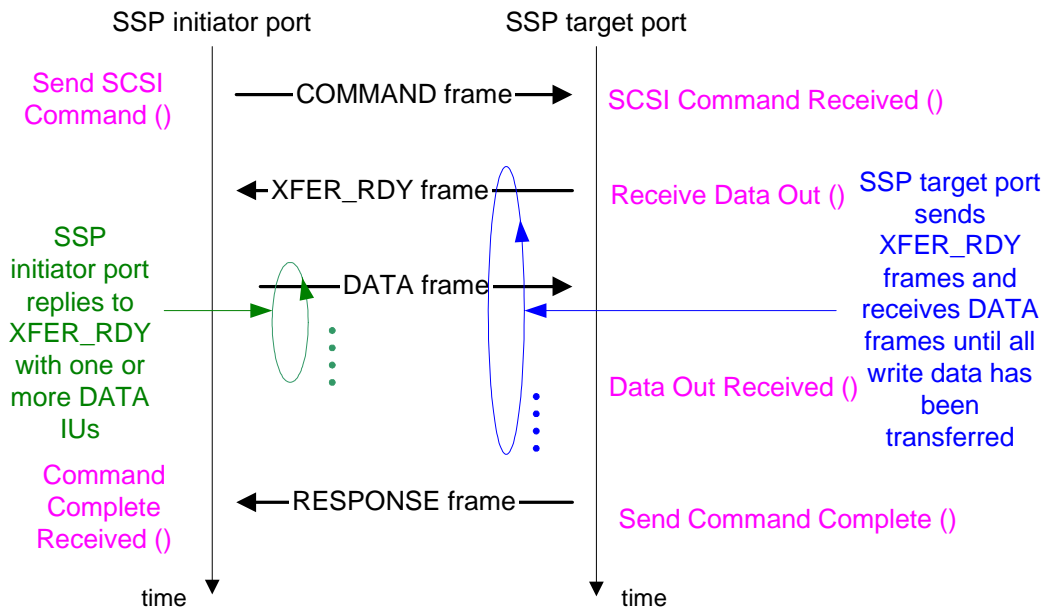 SSP initiator port
SSP target port
Send SCSI
Command ()
COMMAND frame
SCSI Command Received ()
XFER_RDY frame
Receive Data Out ()
SSP target port
sends
XFER_RDY
frames and
receives DATA
frames until all
write data has
been
transferred
SSP
initiator port
replies to
XFER_RDY
with one or
more DATA
IUs
DATA frame
Data Out Received ()
Command
Complete
Received ()
RESPONSE frame
Send Command Complete ()
time
time